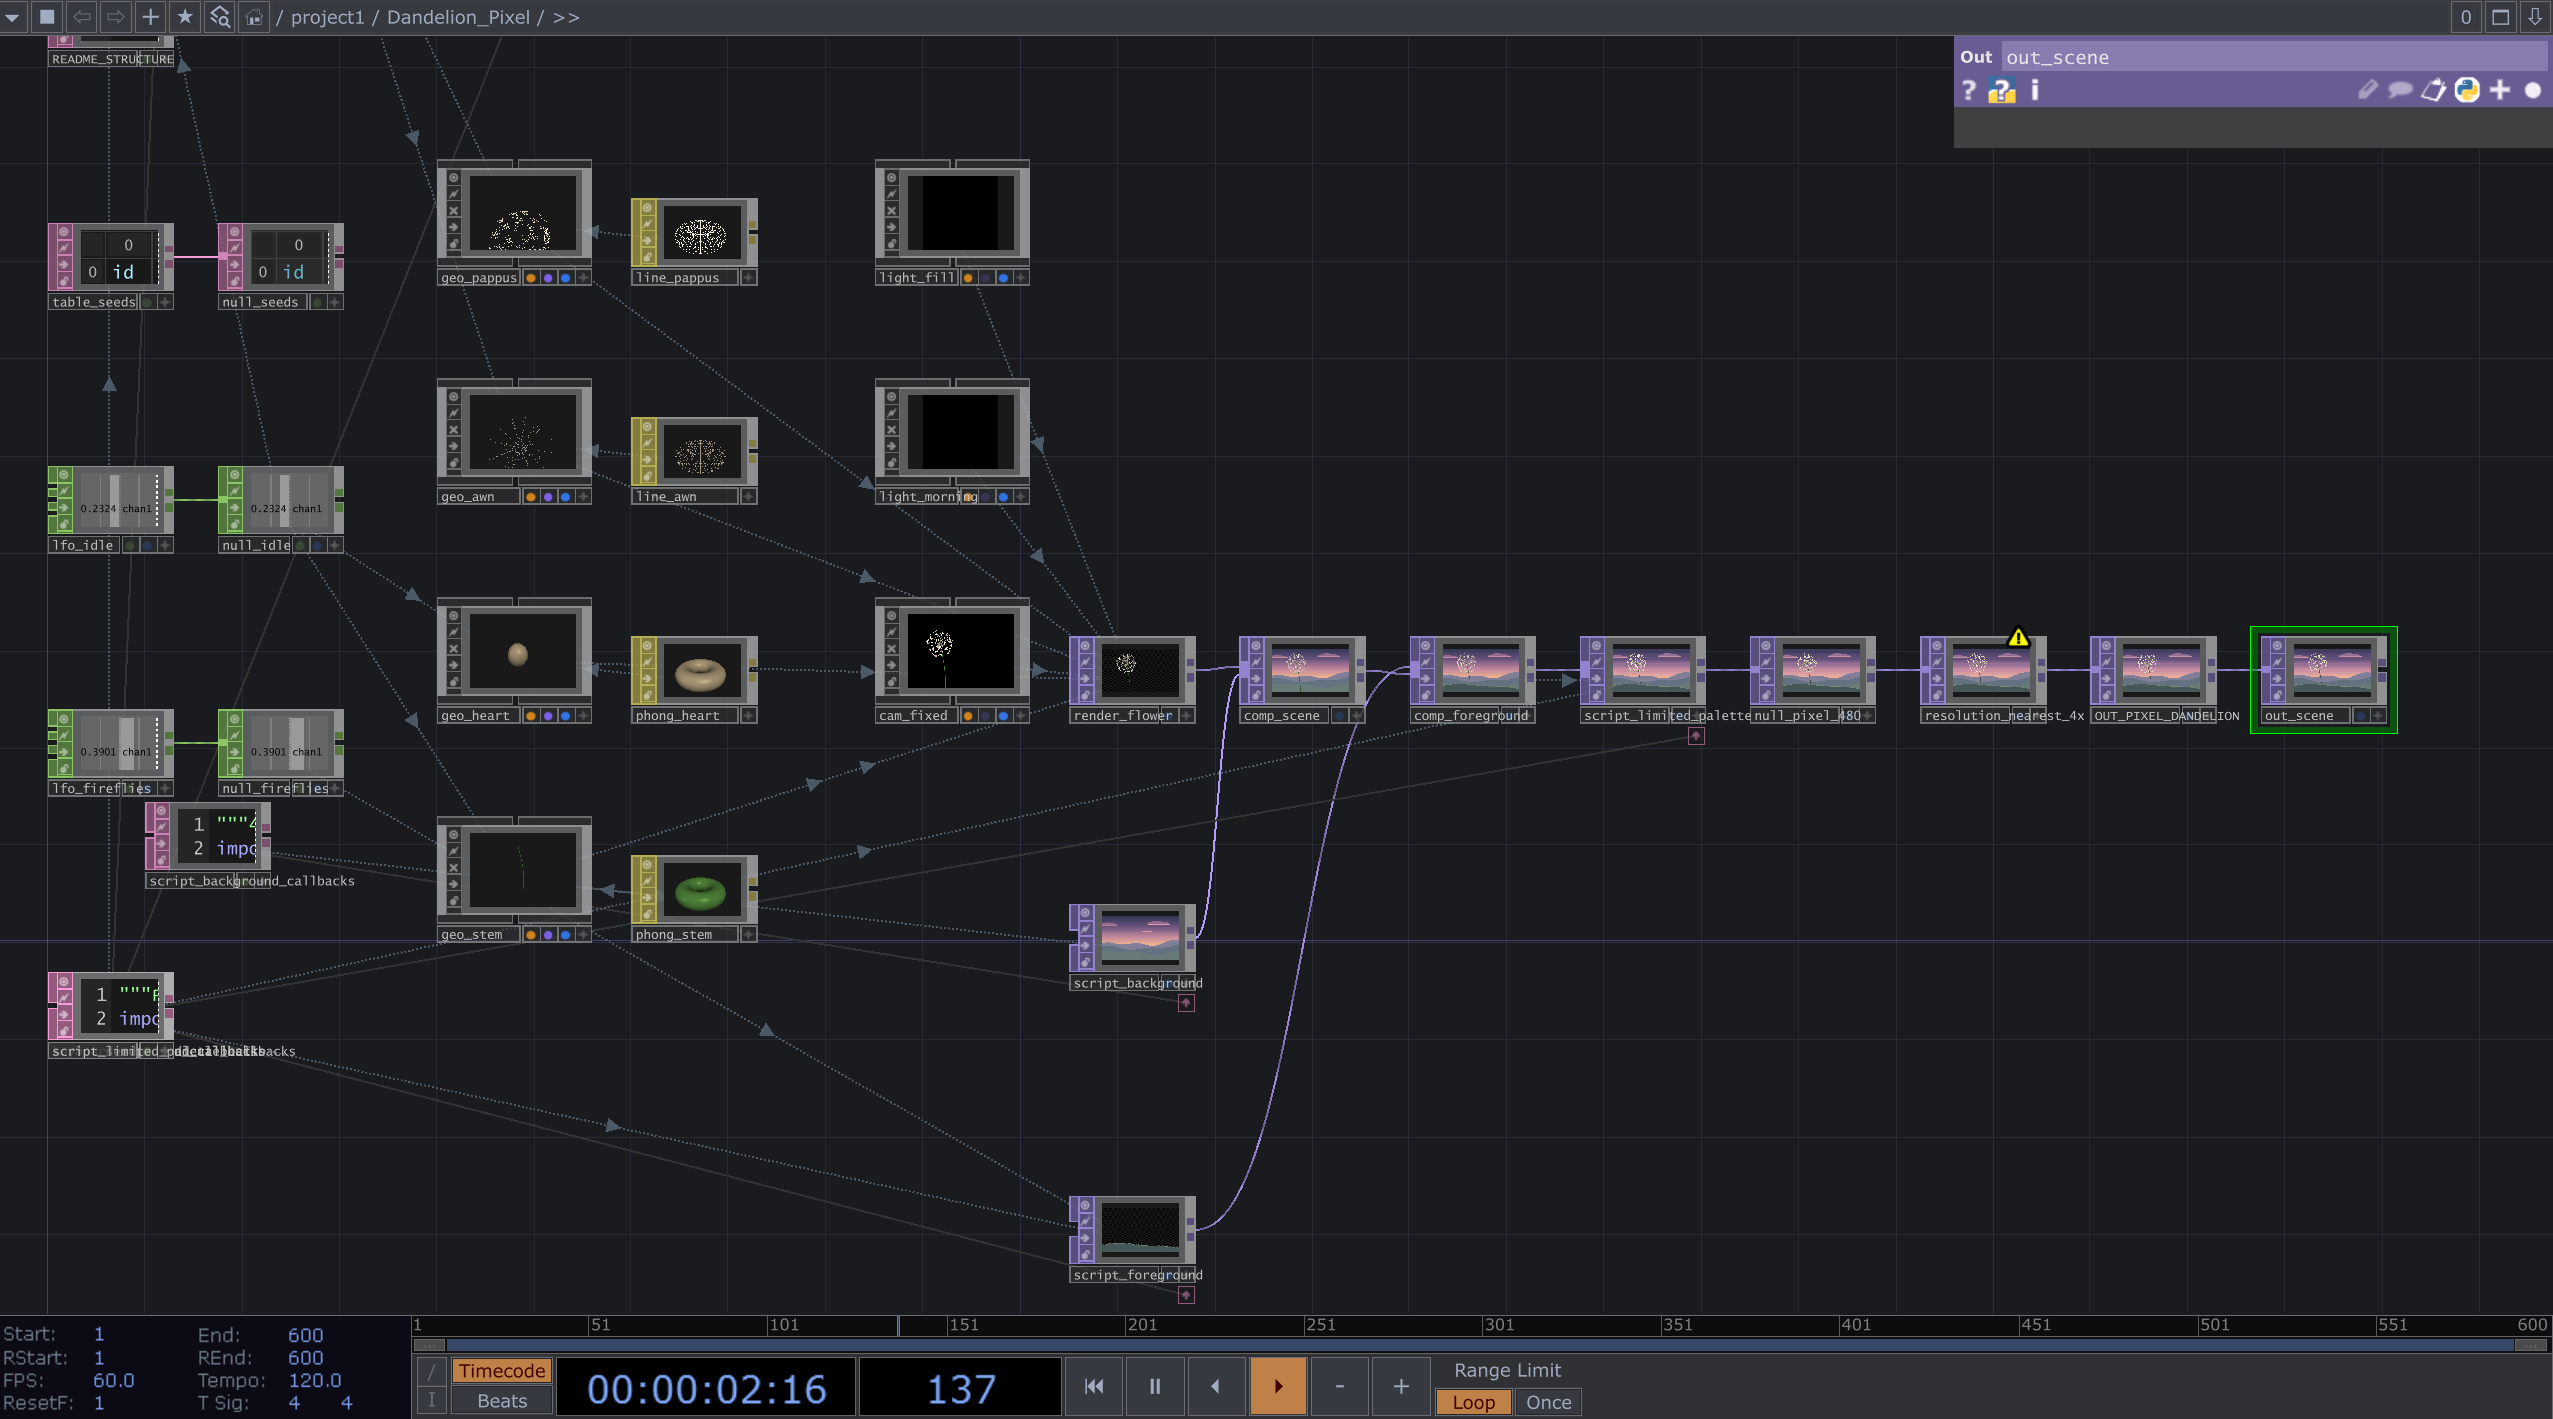 / project1 / Dandelion_Pixel / >>
0
Out out_scene
? ? i
README_STRUCTURE
0
0 id
table_seeds
0
0 id
null_seeds
geo_pappus
line_pappus
light_fill
geo_awn
line_awn
light_morning
0.2324 chan1
lfo_idle
0.2324 chan1
null_idle
geo_heart
phong_heart
cam_fixed
render_flower
comp_scene
comp_foreground
script_limited_palette
null_pixel_480
resolution_nearest_4x
OUT_PIXEL_DANDELION
out_scene
0.3901 chan1
lfo_fireflies
0.3901 chan1
null_fireflies
1 """
2 impo
script_background_callbacks
geo_stem
phong_stem
script_background
1 """
2 impo
script_foreground
1 51 101 151 201 251 301 351 401 451 501 551 600
Start: 1 End: 600
RStart: 1 REnd: 600
FPS: 60.0 Tempo: 120.0
ResetF: 1 T Sig: 4 4
/
I
Timecode
Beats
00:00:02:16
137
- +
Range Limit
Loop Once